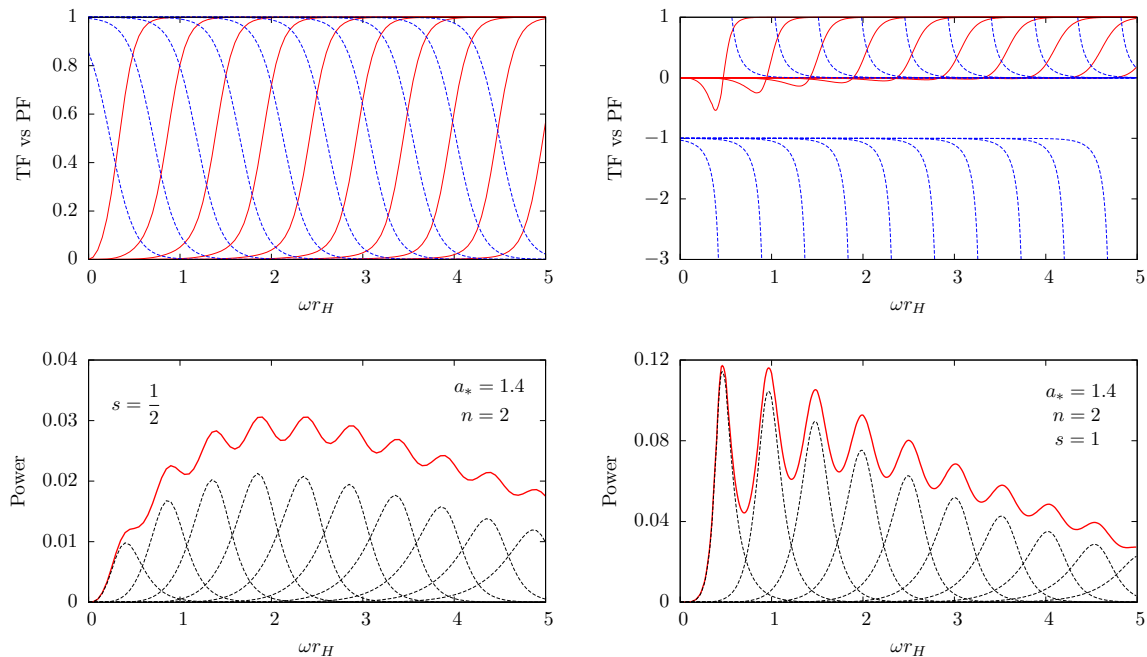 1
0.8
0.6
0.4
0.2
0
TF vs PF
0 1 2 3 4 5
ωr_H
1
0
−1
−2
−3
TF vs PF
0 1 2 3 4 5
ωr_H
0.04
0.03
0.02
0.01
0
Power
s = 1/2
a_* = 1.4
n = 2
0 1 2 3 4 5
ωr_H
0.12
0.08
0.04
0
Power
a_* = 1.4
n = 2
s = 1
0 1 2 3 4 5
ωr_H